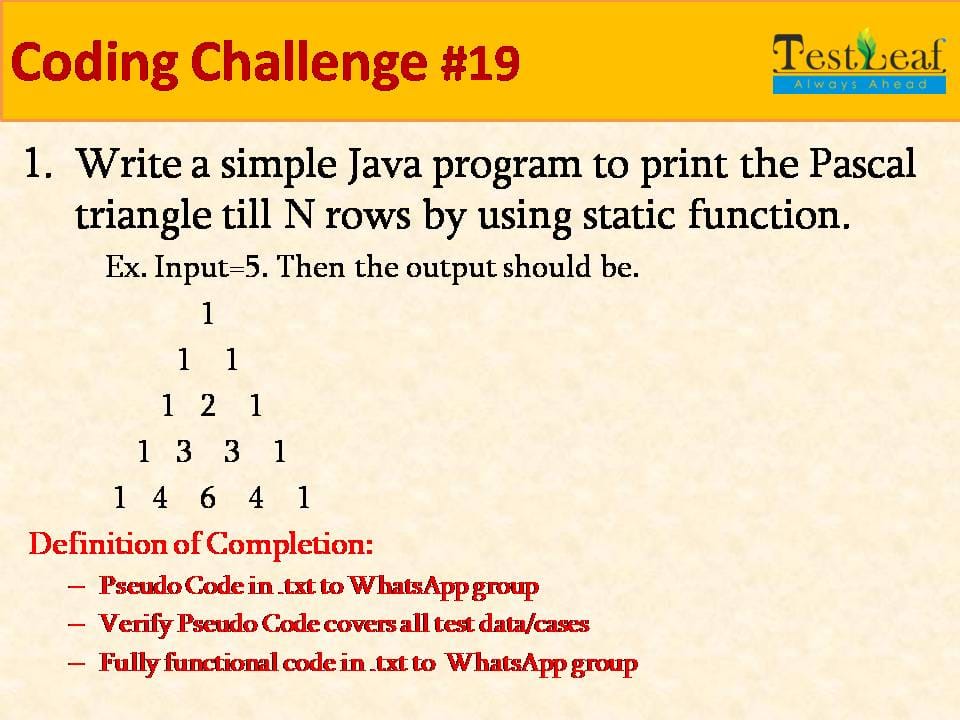 Coding Challenge #19
TestLeaf
Always Ahead
1. Write a simple Java program to print the Pascal
triangle till N rows by using static function.
Ex. Input=5. Then the output should be.
1
1 1
1 2 1
1 3 3 1
1 4 6 4 1
Definition of Completion:
– Pseudo Code in .txt to WhatsApp group
– Verify Pseudo Code covers all test data/cases
– Fully functional code in .txt to WhatsApp group